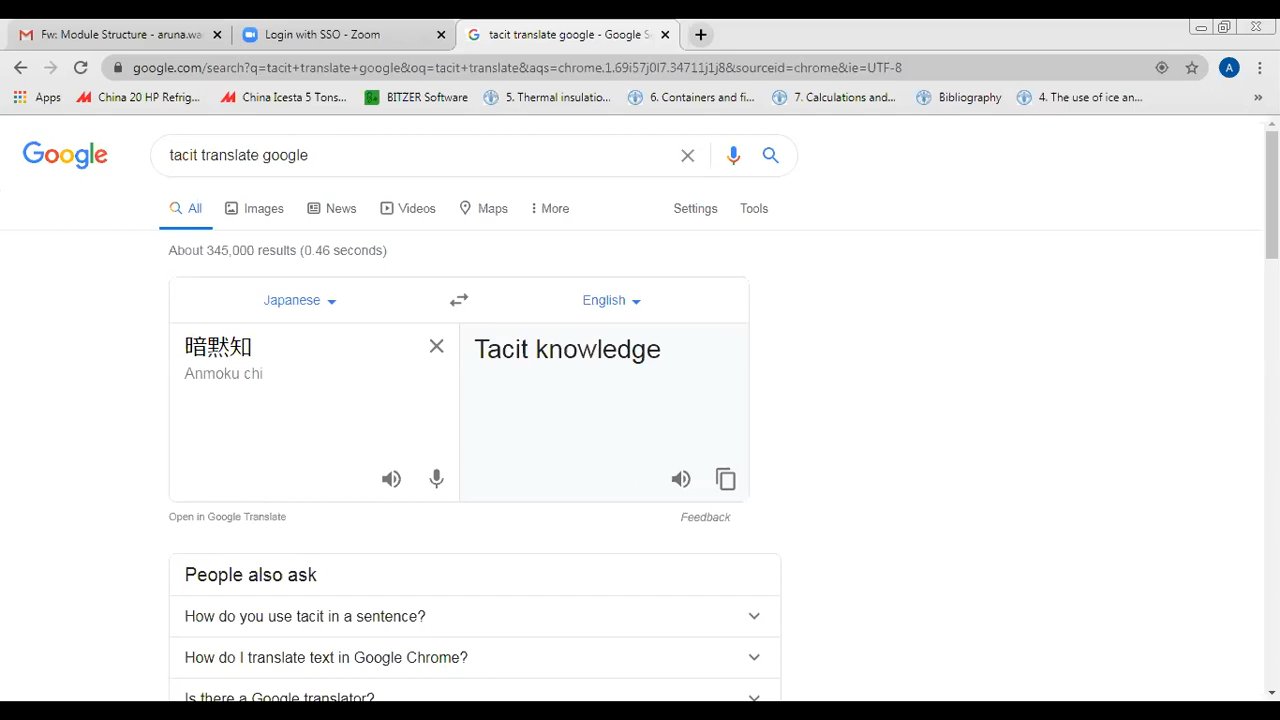 Fw: Module Structure - aruna.wa
Login with SSO - Zoom
tacit translate google - Google S
google.com/search?q=tacit+translate+google&oq=tacit+translate&aqs=chrome.1.69i57j0l7.34711j1j8&sourceid=chrome&ie=UTF-8
A
Apps
China 20 HP Refrig...
China Icesta 5 Tons...
BITZER Software
5. Thermal insulatio...
6. Containers and fi...
7. Calculations and...
Bibliography
4. The use of ice an...
»
Google
tacit translate google
All
Images
News
Videos
Maps
More
Settings
Tools
About 345,000 results (0.46 seconds)
Japanese
English
暗黙知
Anmoku chi
Tacit knowledge
Open in Google Translate
Feedback
People also ask
How do you use tacit in a sentence?
How do I translate text in Google Chrome?
Is there a Google translator?